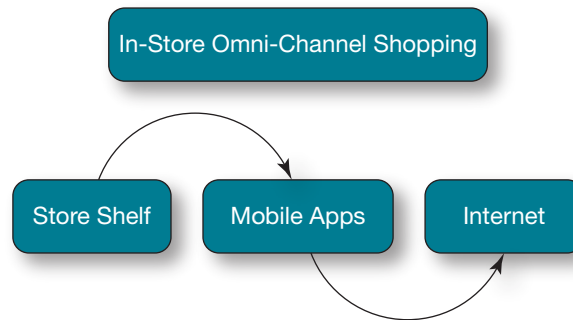 In-Store Omni-Channel Shopping
Store Shelf
Mobile Apps
Internet